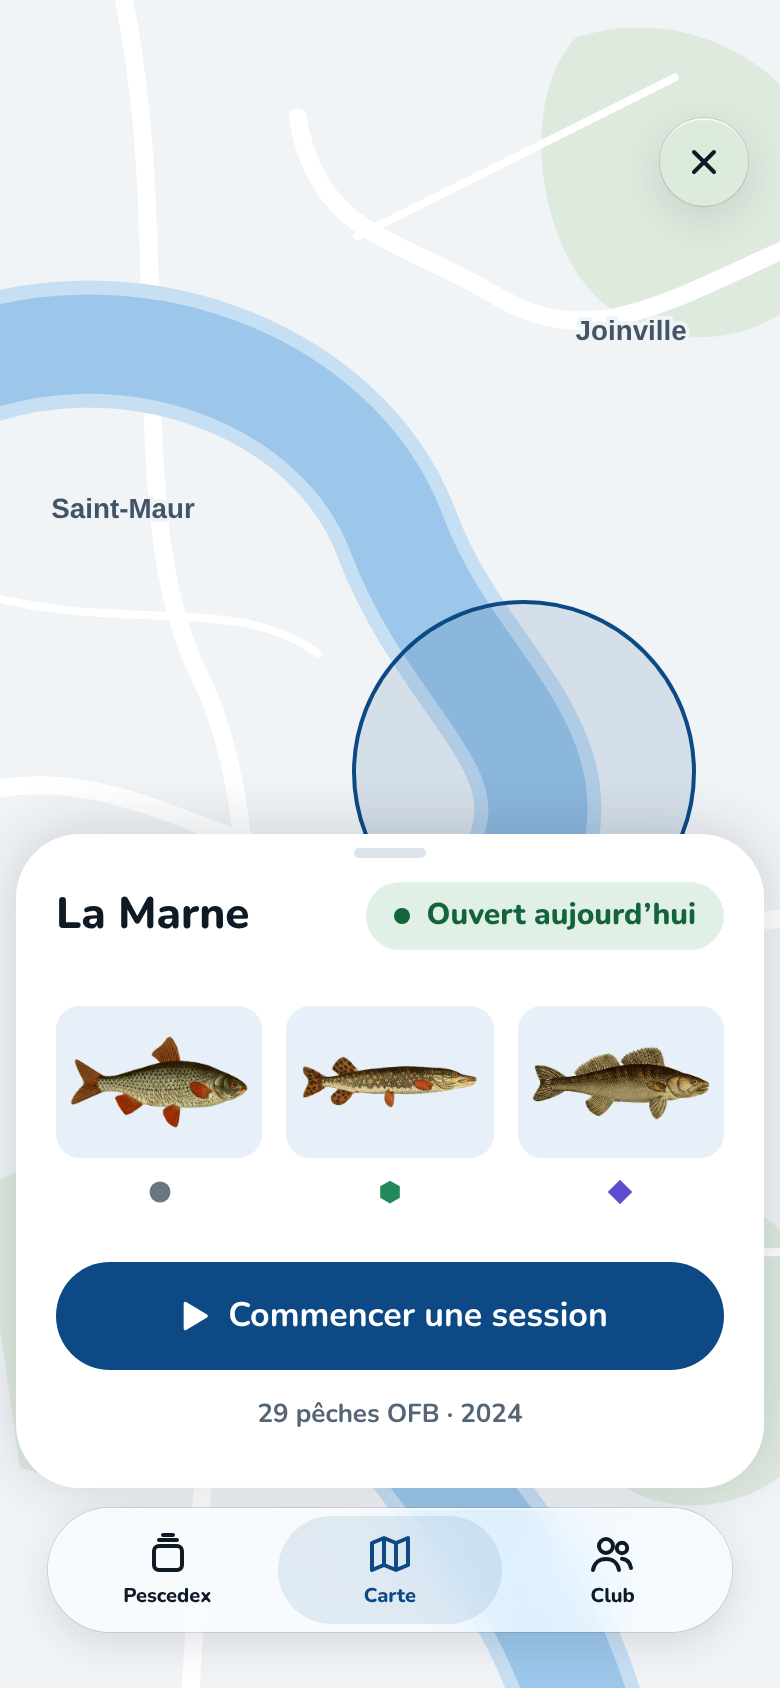 Joinville
Saint-Maur
La Marne
Ouvert aujourd’hui
Commencer une session
29 pêches OFB · 2024
Pescedex
Carte
Club